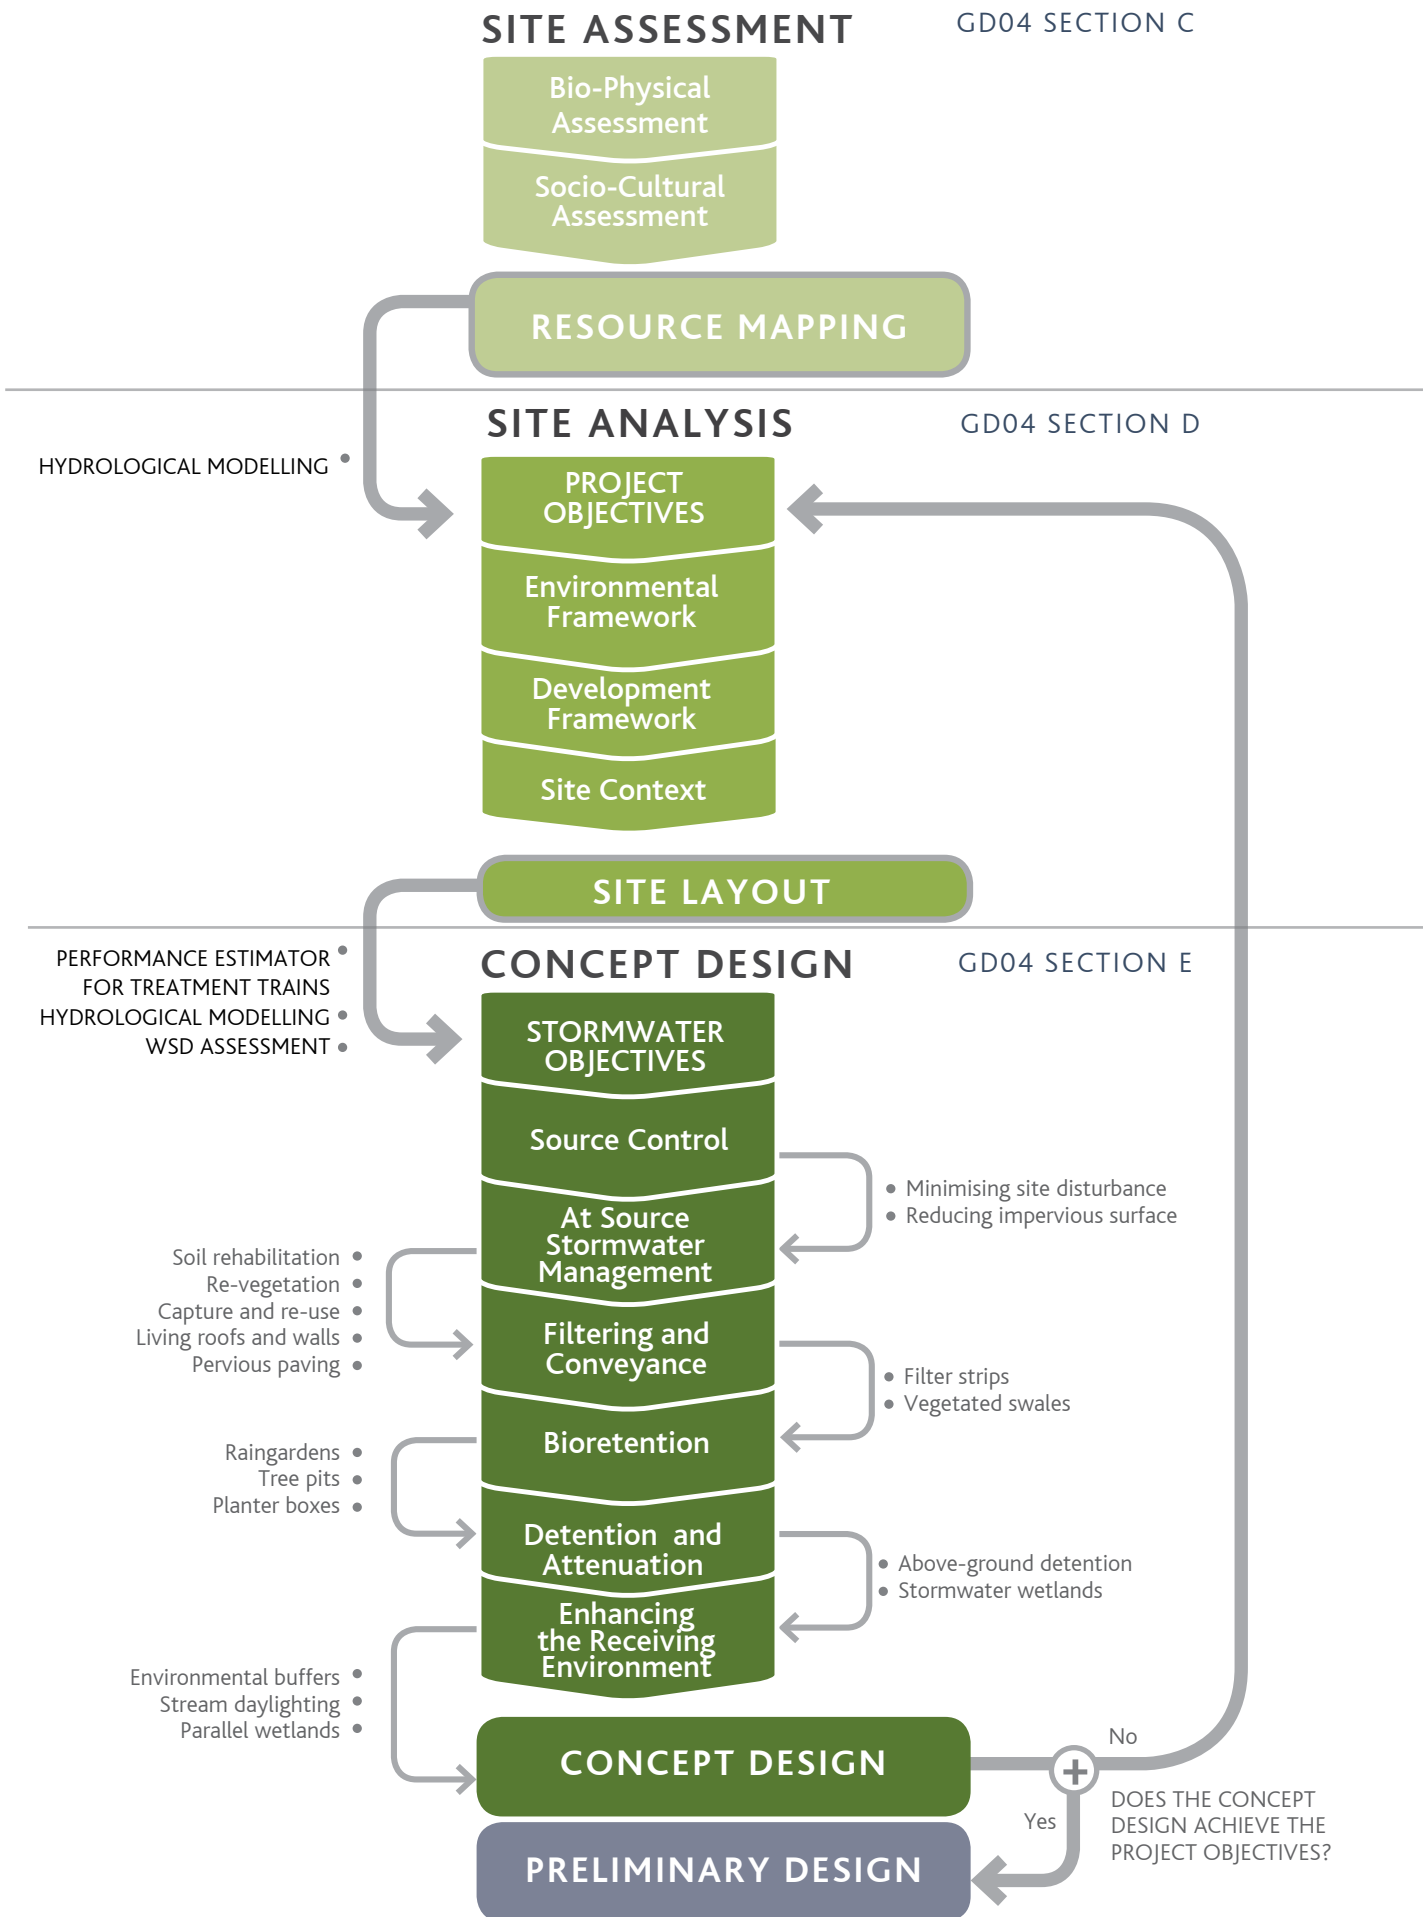 SITE ASSESSMENT
GD04 SECTION C
Bio-Physical
Assessment
Socio-Cultural
Assessment
RESOURCE MAPPING
SITE ANALYSIS
GD04 SECTION D
HYDROLOGICAL MODELLING
PROJECT
OBJECTIVES
Environmental
Framework
Development
Framework
Site Context
SITE LAYOUT
CONCEPT DESIGN
GD04 SECTION E
PERFORMANCE ESTIMATOR
FOR TREATMENT TRAINS
HYDROLOGICAL MODELLING
WSD ASSESSMENT
STORMWATER
OBJECTIVES
Source Control
Minimising site disturbance
Reducing impervious surface
At Source
Stormwater
Management
Soil rehabilitation
Re-vegetation
Capture and re-use
Living roofs and walls
Pervious paving
Filtering and
Conveyance
Filter strips
Vegetated swales
Bioretention
Raingardens
Tree pits
Planter boxes
Detention and
Attenuation
Above-ground detention
Stormwater wetlands
Enhancing
the Receiving
Environment
Environmental buffers
Stream daylighting
Parallel wetlands
CONCEPT DESIGN
No
Yes
DOES THE CONCEPT
DESIGN ACHIEVE THE
PROJECT OBJECTIVES?
PRELIMINARY DESIGN